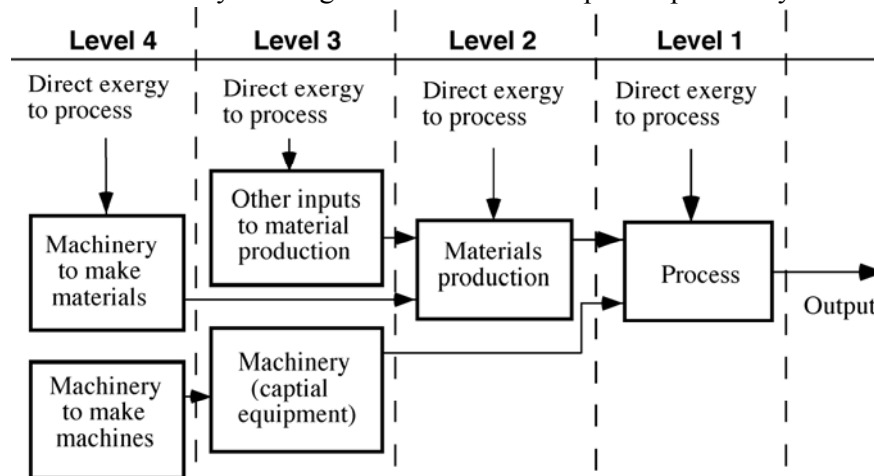 Level 4
Level 3
Level 2
Level 1
Direct exergy
to process
Direct exergy
to process
Direct exergy
to process
Direct exergy
to process
Machinery
to make
materials
Other inputs
to material
production
Materials
production
Process
Output
Machinery
to make
machines
Machinery
(captial
equipment)